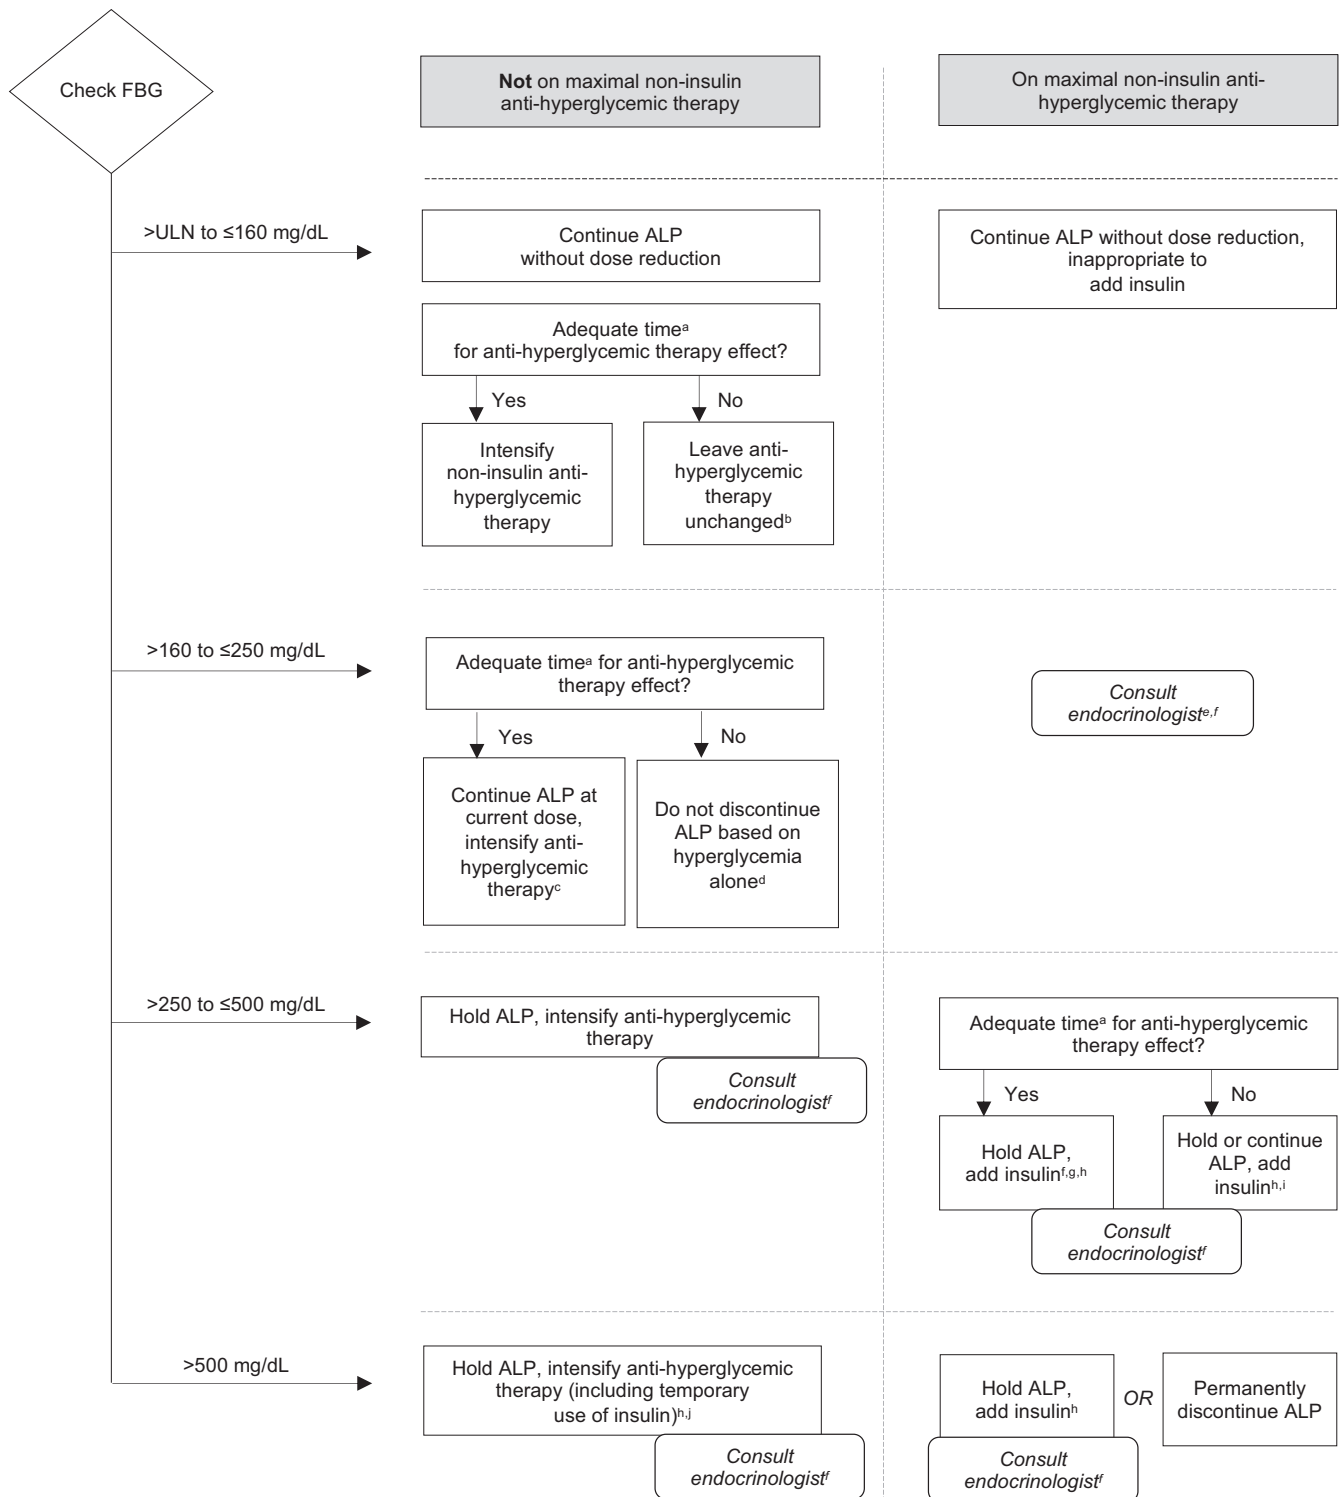 Check FBG
Not on maximal non-insulin
anti-hyperglycemic therapy
On maximal non-insulin anti-
hyperglycemic therapy
>ULN to ≤160 mg/dL
Continue ALP
without dose reduction
Continue ALP without dose reduction,
inappropriate to
add insulin
Adequate timeᵃ
for anti-hyperglycemic therapy effect?
Yes
No
Intensify
non-insulin anti-
hyperglycemic
therapy
Leave anti-
hyperglycemic
therapy
unchangedᵇ
>160 to ≤250 mg/dL
Adequate timeᵃ for anti-hyperglycemic
therapy effect?
Consult
endocrinologistᵉ,ᶠ
Yes
No
Continue ALP at
current dose,
intensify anti-
hyperglycemic
therapyᶜ
Do not discontinue
ALP based on
hyperglycemia
aloneᵈ
>250 to ≤500 mg/dL
Hold ALP, intensify anti-hyperglycemic
therapy
Consult
endocrinologistᶠ
Adequate timeᵃ for anti-hyperglycemic
therapy effect?
Yes
No
Hold ALP,
add insulinᶠ,ᵍ,ʰ
Hold or continue
ALP, add
insulinʰ,ⁱ
Consult
endocrinologistᶠ
>500 mg/dL
Hold ALP, intensify anti-hyperglycemic
therapy (including temporary
use of insulin)ʰ,ʲ
Consult
endocrinologistᶠ
Hold ALP,
add insulinʰ
OR
Permanently
discontinue ALP
Consult
endocrinologistᶠ